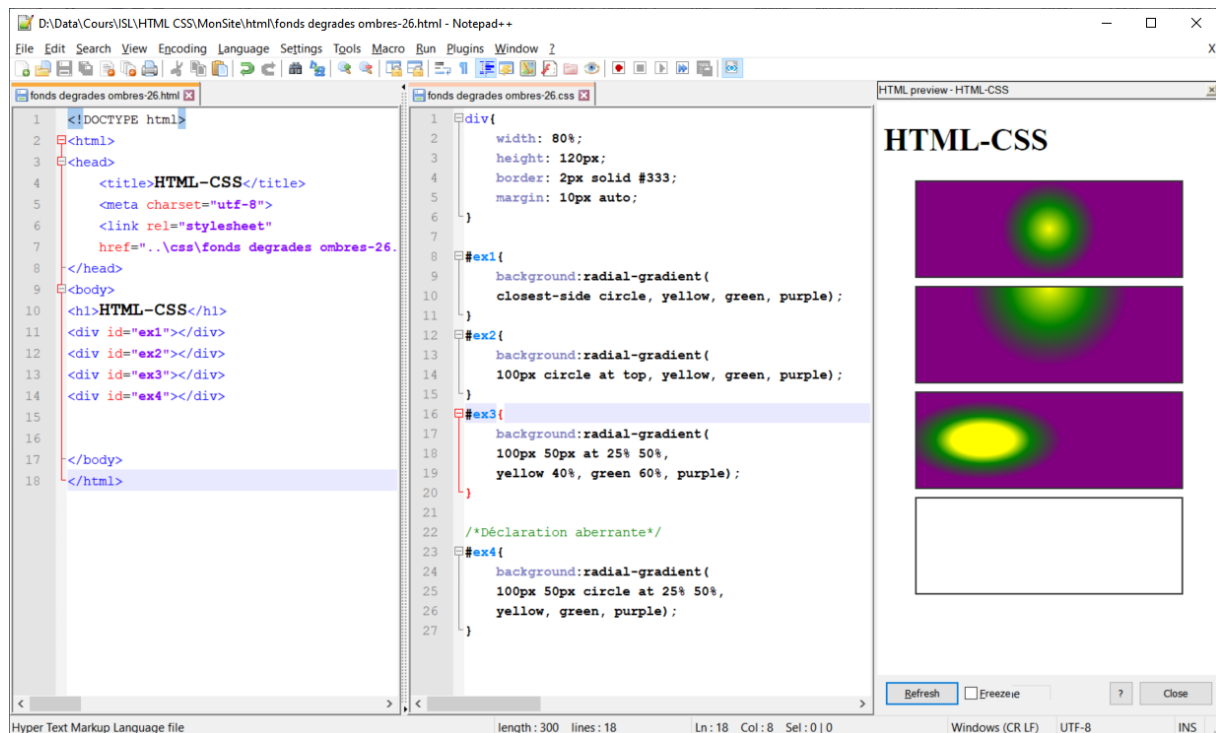 D:\Data\Cours\ISL\HTML CSS\MonSite\html\fonds degrades ombres-26.html - Notepad++
File Edit Search View Encoding Language Settings Tools Macro Run Plugins Window ? X
fonds degrades ombres-26.html
1 <!DOCTYPE html>
2 <html>
3 <head>
4 <title>HTML-CSS</title>
5 <meta charset="utf-8">
6 <link rel="stylesheet"
7 href="..\css\fonds degrades ombres-26.
8 </head>
9 <body>
10 <h1>HTML-CSS</h1>
11 <div id="ex1"></div>
12 <div id="ex2"></div>
13 <div id="ex3"></div>
14 <div id="ex4"></div>
15
16
17 </body>
18 </html>
fonds degrades ombres-26.css
1 div{
2 width: 80%;
3 height: 120px;
4 border: 2px solid #333;
5 margin: 10px auto;
6 }
7
8 #ex1{
9 background:radial-gradient(
10 closest-side circle, yellow, green, purple);
11 }
12 #ex2{
13 background:radial-gradient(
14 100px circle at top, yellow, green, purple);
15 }
16 #ex3{
17 background:radial-gradient(
18 100px 50px at 25% 50%,
19 yellow 40%, green 60%, purple);
20 }
21
22 /*Déclaration aberrante*/
23 #ex4{
24 background:radial-gradient(
25 100px 50px circle at 25% 50%,
26 yellow, green, purple);
27 }
HTML preview - HTML-CSS
HTML-CSS
Refresh Freeze ? Close
Hyper Text Markup Language file length : 300 lines : 18 Ln : 18 Col : 8 Sel : 0 | 0 Windows (CR LF) UTF-8 INS